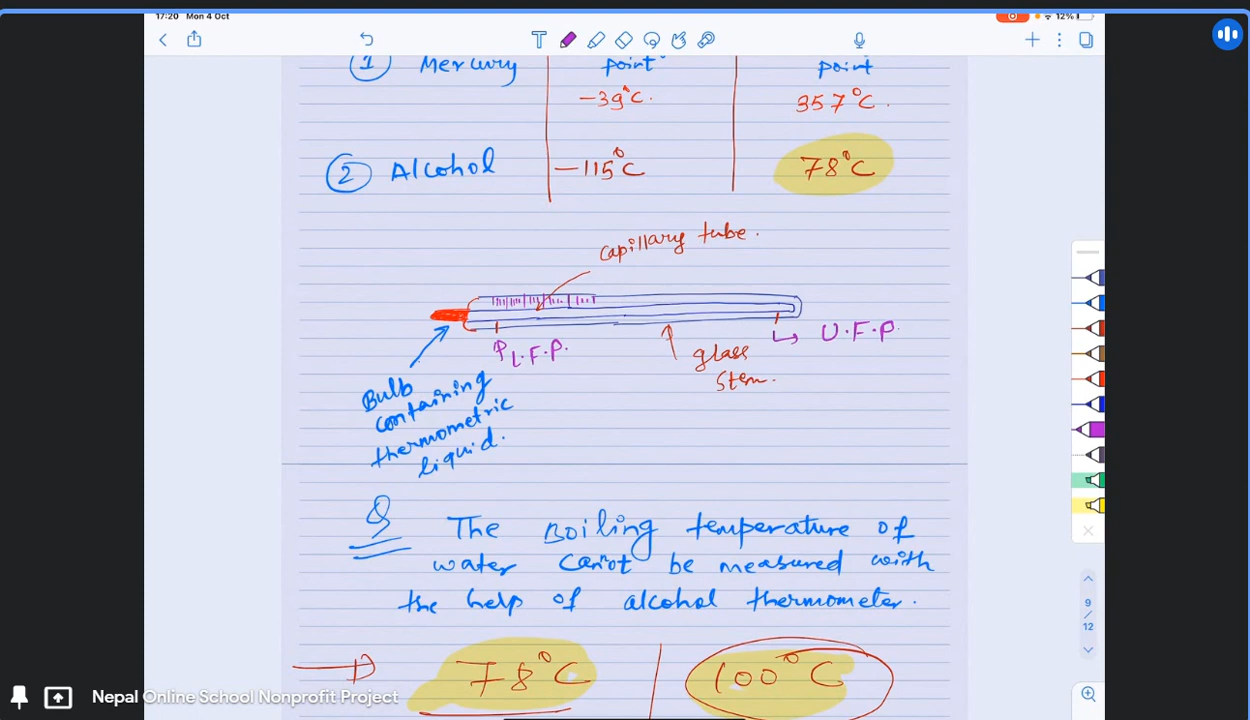 17:20 Mon 4 Oct
12%
T
① Mercury
point
point
-39°C.
357°C.
② Alcohol
-115°C
78°C
Capillary tube.
L.F.P.
U.F.P.
glass
Stem.
Bulb
containing
thermometric
liquid.
Q
The Boiling temperature of
water can'ot be measured with
the help of alcohol thermometer.
78°C
100°C
9
/
12
Nepal Online School Nonprofit Project